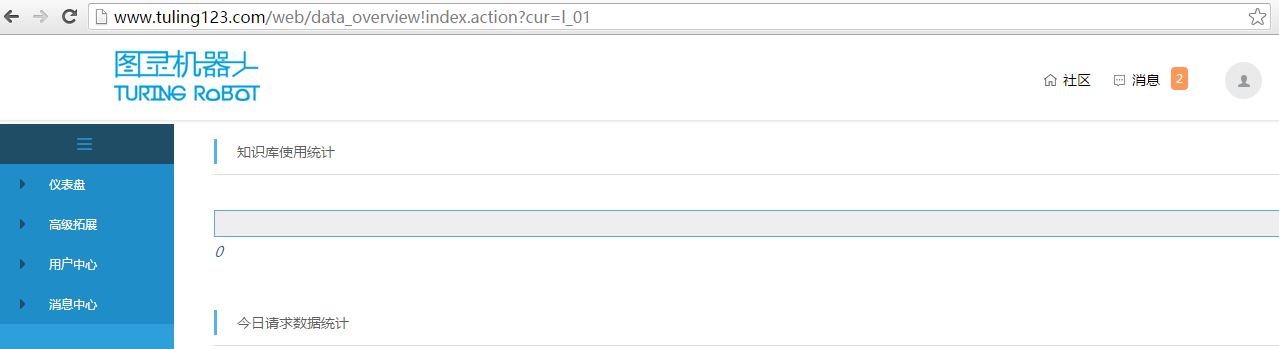 www.tuling123.com/web/data_overview!index.action?cur=l_01
图灵机器人
TURING ROBOT
社区
消息
2
知识库使用统计
仪表盘
高级拓展
0
用户中心
消息中心
今日请求数据统计